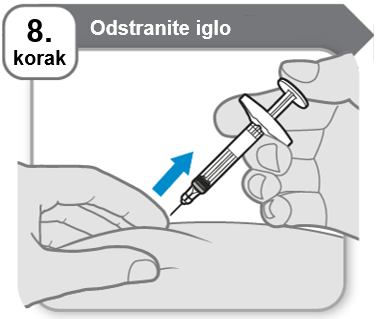 8.
korak
Odstranite iglo